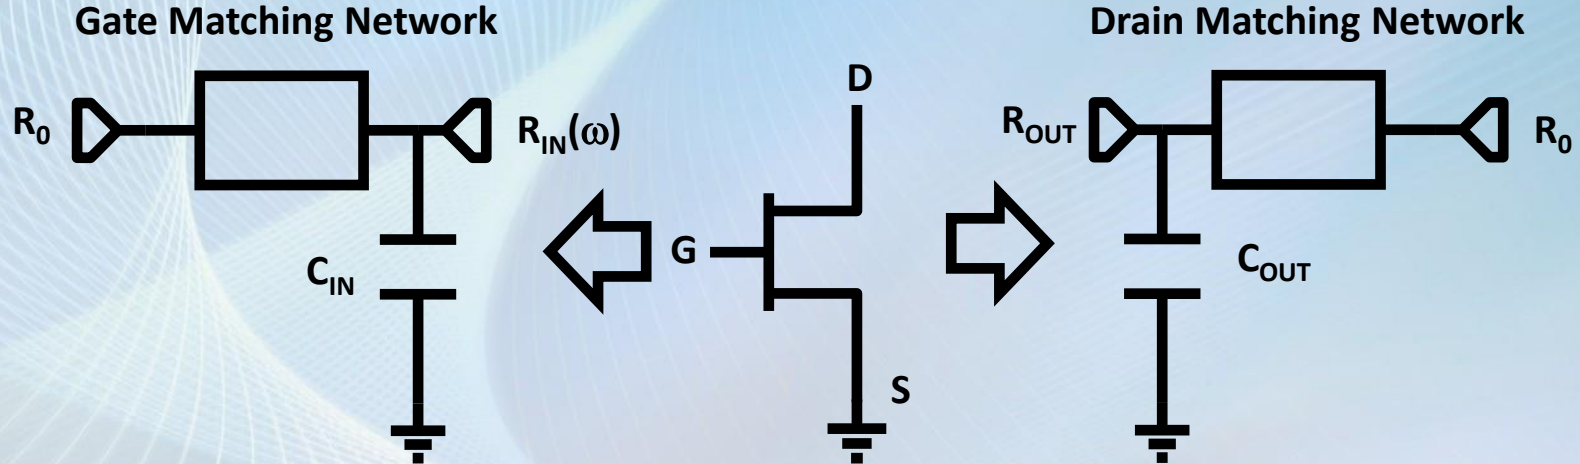 Gate Matching Network
Drain Matching Network
R0
RIN(ω)
CIN
G
D
S
ROUT
COUT
R0